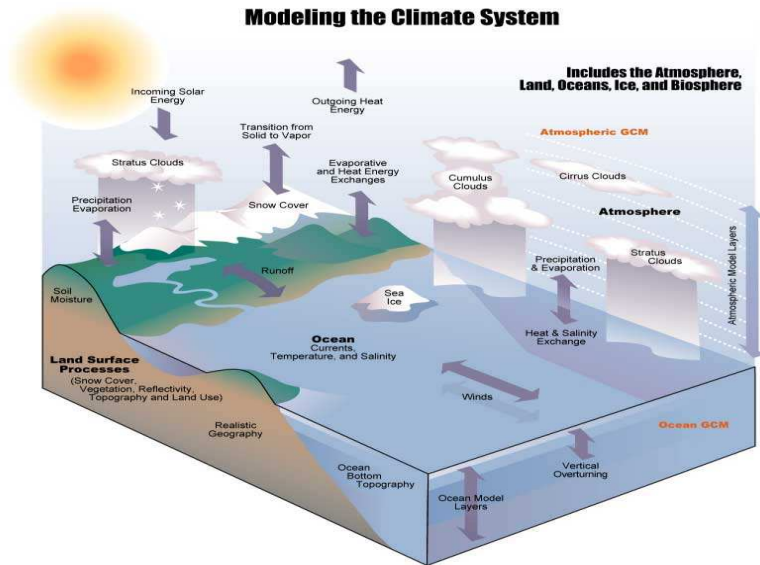 Modeling the Climate System
Includes the Atmosphere,
Land, Oceans, Ice, and Biosphere
Incoming Solar
Energy
Outgoing Heat
Energy
Transition from
Solid to Vapor
Atmospheric GCM
Stratus Clouds
Evaporative
and Heat Energy
Exchanges
Cumulus
Clouds
Cirrus Clouds
Precipitation
Evaporation
Snow Cover
Atmosphere
Atmospheric Model Layers
Precipitation
& Evaporation
Stratus
Clouds
Runoff
Soil
Moisture
Sea
Ice
Heat & Salinity
Exchange
Ocean
Currents,
Temperature, and Salinity
Land Surface
Processes
(Snow Cover,
Vegetation, Reflectivity,
Topography and Land Use)
Winds
Realistic
Geography
Ocean GCM
Ocean
Bottom
Topography
Vertical
Overturning
Ocean Model
Layers